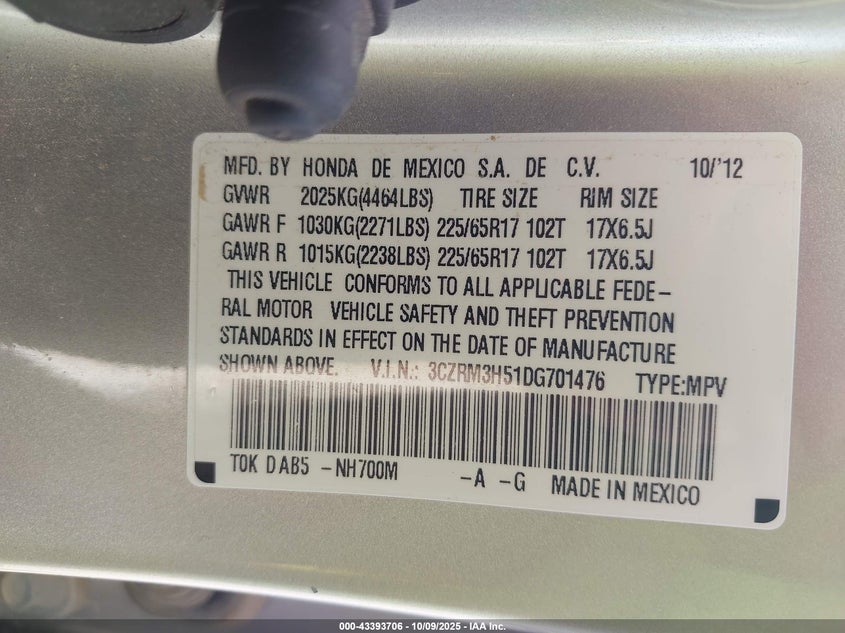 MFD. BY HONDA DE MEXICO S.A. DE C.V. 10/'12
GVWR 2025KG(4464LBS) TIRE SIZE RIM SIZE
GAWR F 1030KG(2271LBS) 225/65R17 102T 17X6.5J
GAWR R 1015KG(2238LBS) 225/65R17 102T 17X6.5J
THIS VEHICLE CONFORMS TO ALL APPLICABLE FEDE-
RAL MOTOR VEHICLE SAFETY AND THEFT PREVENTION
STANDARDS IN EFFECT ON THE DATE OF MANUFACTURE
SHOWN ABOVE. V.I.N.: 3CZRM3H51DG701476 TYPE:MPV
T0K DAB5 -NH700M -A -G MADE IN MEXICO
000-43393706 - 10/09/2025 - IAA Inc.